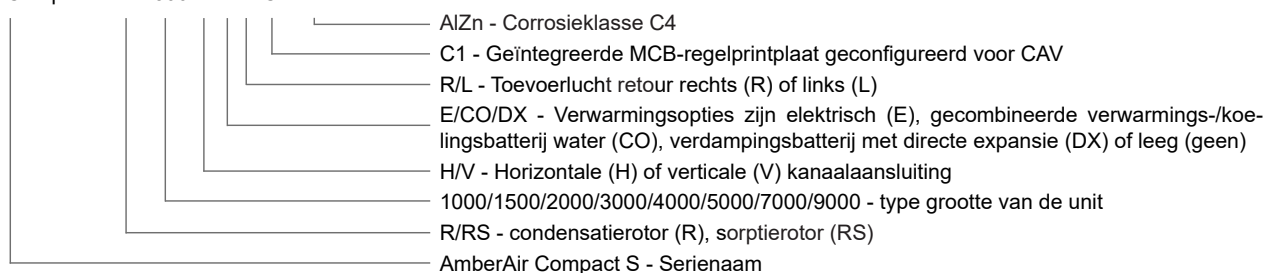 AlZn - Corrosieklasse C4
C1 - Geïntegreerde MCB-regelprintplaat geconfigureerd voor CAV
R/L - Toevoerlucht retour rechts (R) of links (L)
E/CO/DX - Verwarmingsopties zijn elektrisch (E), gecombineerde verwarmings-/koe-
lingsbatterij water (CO), verdampingsbatterij met directe expansie (DX) of leeg (geen)
H/V - Horizontale (H) of verticale (V) kanaalaansluiting
1000/1500/2000/3000/4000/5000/7000/9000 - type grootte van de unit
R/RS - condensatierotor (R), sorptierotor (RS)
AmberAir Compact S - Serienaam